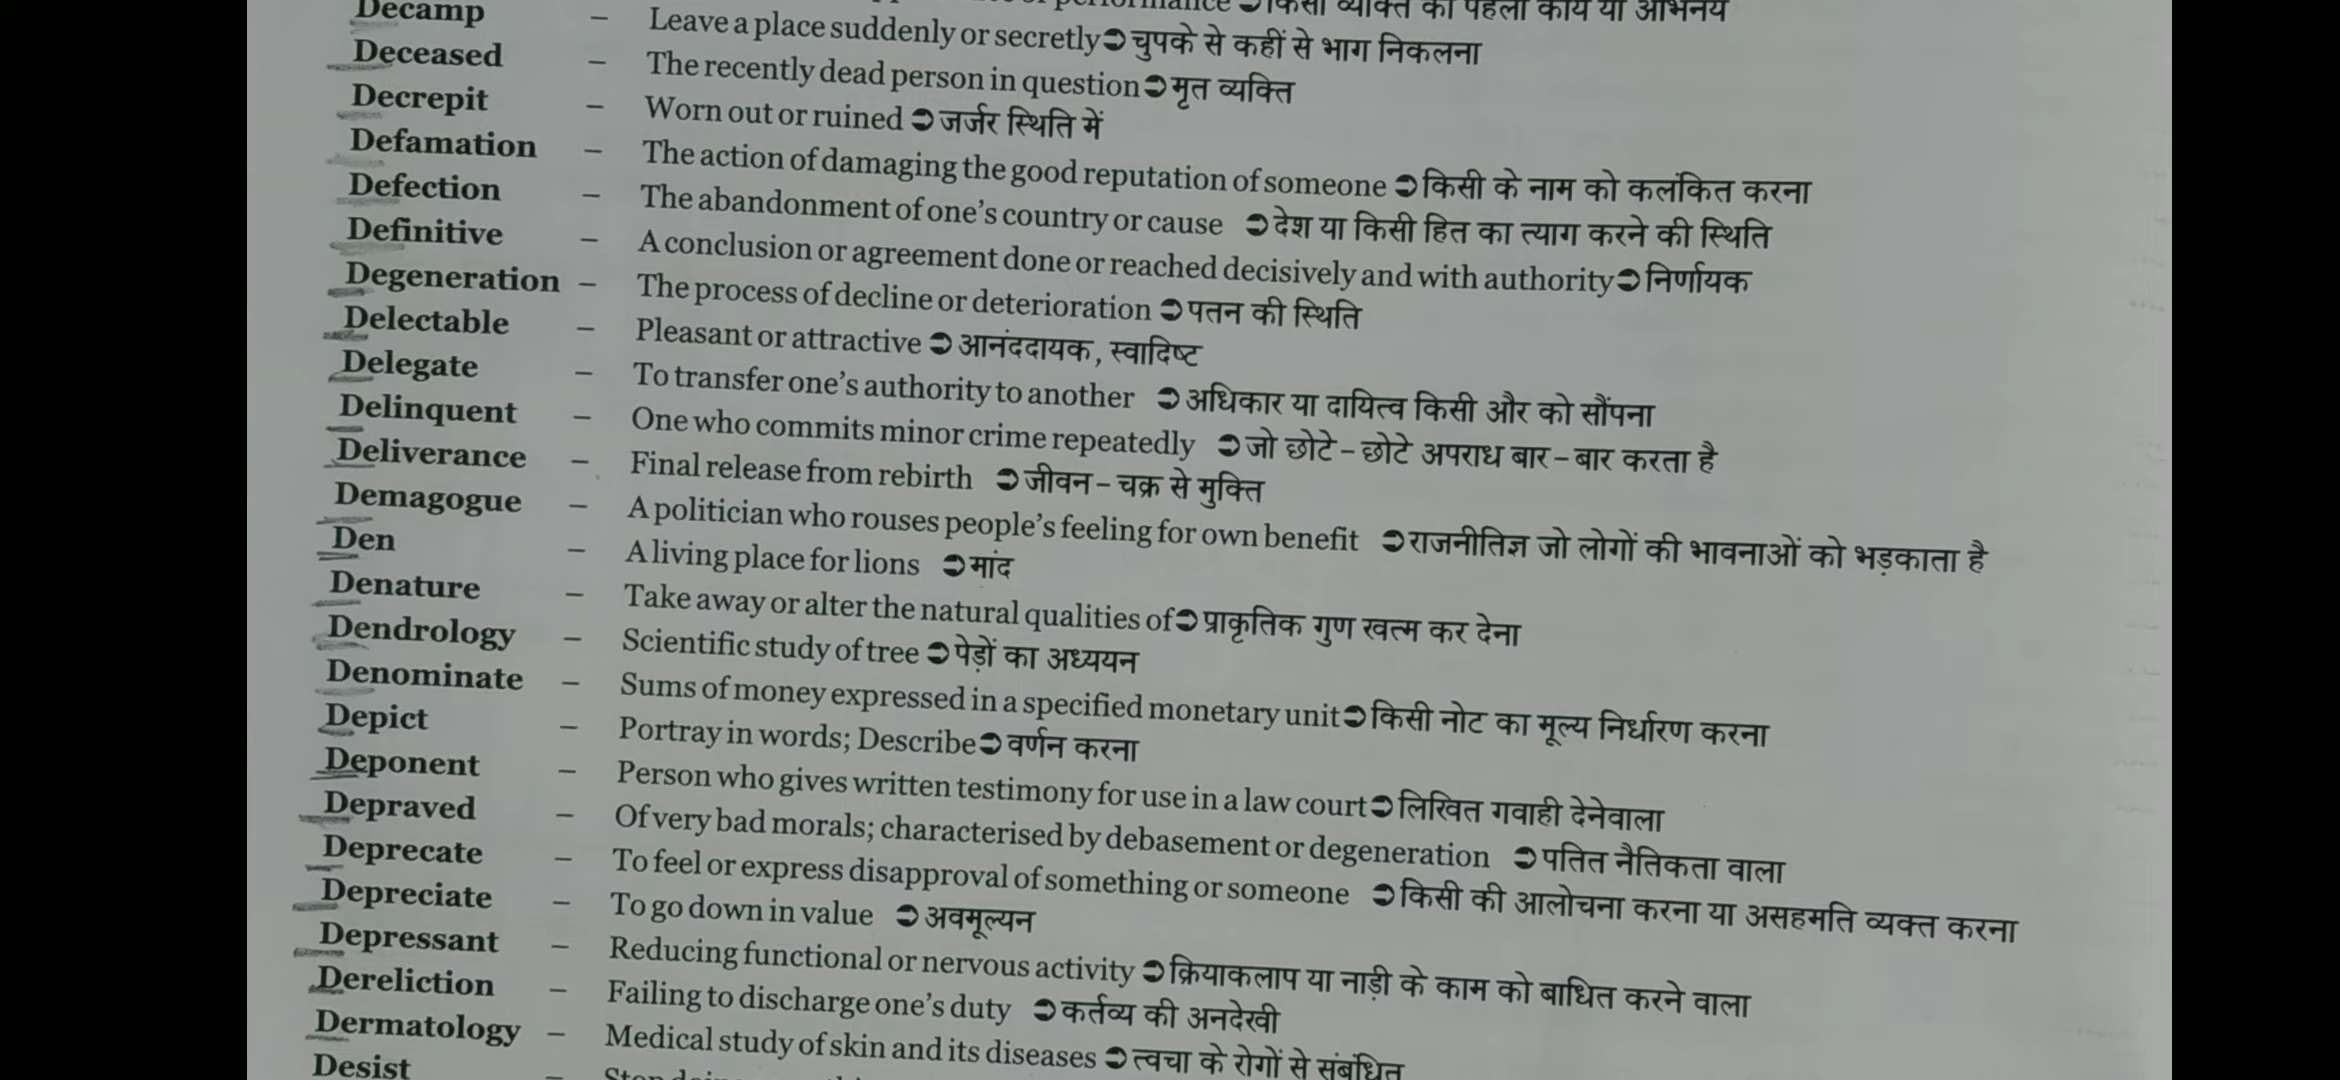 performance ➲ किसी व्यक्ति का पहला कार्य या अभिनय
Decamp – Leave a place suddenly or secretly ➲ चुपके से कहीं से भाग निकलना
Deceased – The recently dead person in question ➲ मृत व्यक्ति
Decrepit – Worn out or ruined ➲ जर्जर स्थिति में
Defamation – The action of damaging the good reputation of someone ➲ किसी के नाम को कलंकित करना
Defection – The abandonment of one's country or cause ➲ देश या किसी हित का त्याग करने की स्थिति
Definitive – A conclusion or agreement done or reached decisively and with authority ➲ निर्णायक
Degeneration – The process of decline or deterioration ➲ पतन की स्थिति
Delectable – Pleasant or attractive ➲ आनंददायक, स्वादिष्ट
Delegate – To transfer one's authority to another ➲ अधिकार या दायित्व किसी और को सौंपना
Delinquent – One who commits minor crime repeatedly ➲ जो छोटे – छोटे अपराध बार – बार करता है
Deliverance – Final release from rebirth ➲ जीवन – चक्र से मुक्ति
Demagogue – A politician who rouses people's feeling for own benefit ➲ राजनीतिज्ञ जो लोगों की भावनाओं को भड़काता है
Den – A living place for lions ➲ मांद
Denature – Take away or alter the natural qualities of ➲ प्राकृतिक गुण खत्म कर देना
Dendrology – Scientific study of tree ➲ पेड़ों का अध्ययन
Denominate – Sums of money expressed in a specified monetary unit ➲ किसी नोट का मूल्य निर्धारण करना
Depict – Portray in words; Describe ➲ वर्णन करना
Deponent – Person who gives written testimony for use in a law court ➲ लिखित गवाही देनेवाला
Depraved – Of very bad morals; characterised by debasement or degeneration ➲ पतित नैतिकता वाला
Deprecate – To feel or express disapproval of something or someone ➲ किसी की आलोचना करना या असहमति व्यक्त करना
Depreciate – To go down in value ➲ अवमूल्यन
Depressant – Reducing functional or nervous activity ➲ क्रियाकलाप या नाड़ी के काम को बाधित करने वाला
Dereliction – Failing to discharge one's duty ➲ कर्तव्य की अनदेखी
Dermatology – Medical study of skin and its diseases ➲ त्वचा के रोगों से संबंधित
Desist –